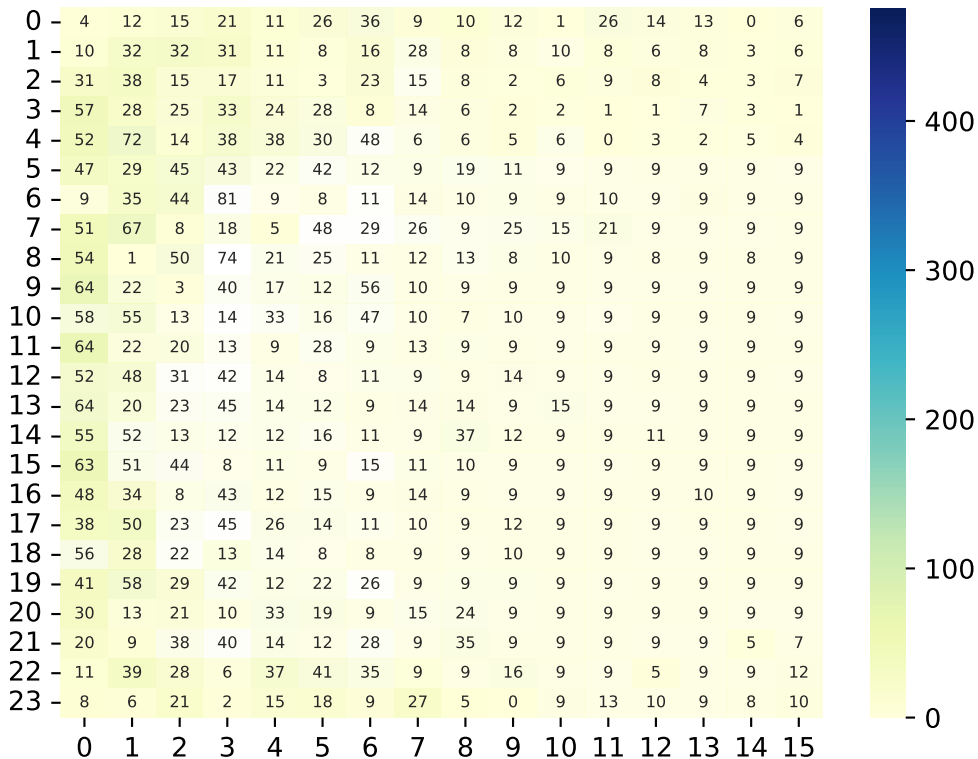 0 4 12 15 21 11 26 36 9 10 12 1 26 14 13 0 6
1 10 32 32 31 11 8 16 28 8 8 10 8 6 8 3 6
2 31 38 15 17 11 3 23 15 8 2 6 9 8 4 3 7
3 57 28 25 33 24 28 8 14 6 2 2 1 1 7 3 1
400
4 52 72 14 38 38 30 48 6 6 5 6 0 3 2 5 4
5 47 29 45 43 22 42 12 9 19 11 9 9 9 9 9 9
6 9 35 44 81 9 8 11 14 10 9 9 10 9 9 9 9
7 51 67 8 18 5 48 29 26 9 25 15 21 9 9 9 9
8 54 1 50 74 21 25 11 12 13 8 10 9 8 9 8 9
300
9 64 22 3 40 17 12 56 10 9 9 9 9 9 9 9 9
10 58 55 13 14 33 16 47 10 7 10 9 9 9 9 9 9
11 64 22 20 13 9 28 9 13 9 9 9 9 9 9 9 9
12 52 48 31 42 14 8 11 9 9 14 9 9 9 9 9 9
13 64 20 23 45 14 12 9 14 14 9 15 9 9 9 9 9
200
14 55 52 13 12 12 16 11 9 37 12 9 9 11 9 9 9
15 63 51 44 8 11 9 15 11 10 9 9 9 9 9 9 9
16 48 34 8 43 12 15 9 14 9 9 9 9 9 10 9 9
17 38 50 23 45 26 14 11 10 9 12 9 9 9 9 9 9
18 56 28 22 13 14 8 8 9 9 10 9 9 9 9 9 9
100
19 41 58 29 42 12 22 26 9 9 9 9 9 9 9 9 9
20 30 13 21 10 33 19 9 15 24 9 9 9 9 9 9 9
21 20 9 38 40 14 12 28 9 35 9 9 9 9 9 5 7
22 11 39 28 6 37 41 35 9 9 16 9 9 5 9 9 12
23 8 6 21 2 15 18 9 27 5 0 9 13 10 9 8 10
0
0 1 2 3 4 5 6 7 8 9 10 11 12 13 14 15